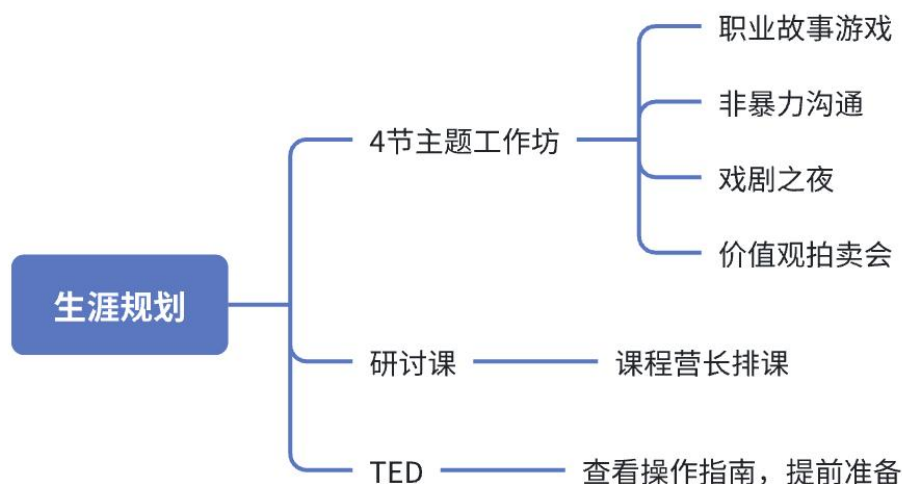 生涯规划
4节主题工作坊
职业故事游戏
非暴力沟通
戏剧之夜
价值观拍卖会
研讨课
课程营长排课
TED
查看操作指南，提前准备